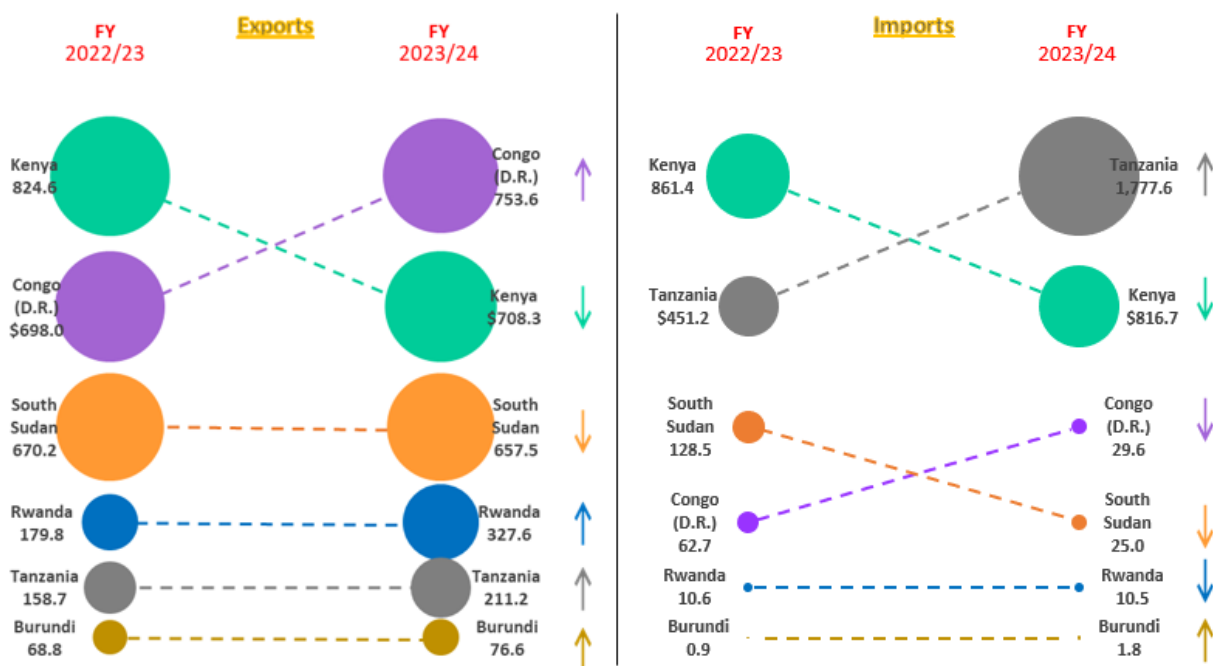 Exports
FY
2022/23
FY
2023/24
Kenya
824.6
Congo
(D.R.)
$698.0
South
Sudan
670.2
Rwanda
179.8
Tanzania
158.7
Burundi
68.8
Congo
(D.R.)
753.6
Kenya
$708.3
South
Sudan
657.5
Rwanda
327.6
Tanzania
211.2
Burundi
76.6
Imports
FY
2022/23
FY
2023/24
Kenya
861.4
Tanzania
$451.2
South
Sudan
128.5
Congo
(D.R.)
62.7
Rwanda
10.6
Burundi
0.9
Tanzania
1,777.6
Kenya
$816.7
Congo
(D.R.)
29.6
South
Sudan
25.0
Rwanda
10.5
Burundi
1.8